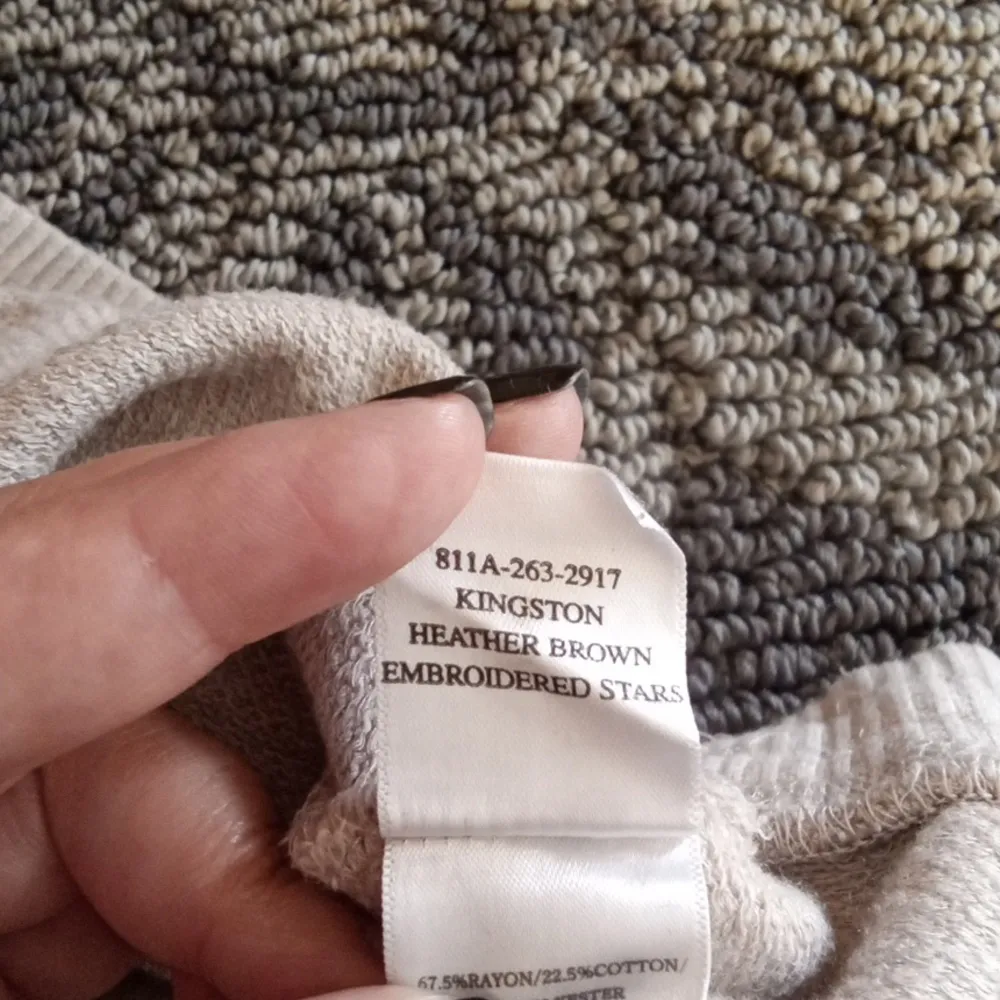 811A-263-2917
KINGSTON
HEATHER BROWN
EMBROIDERED STARS
67.5%RAYON/22.5%COTTON/